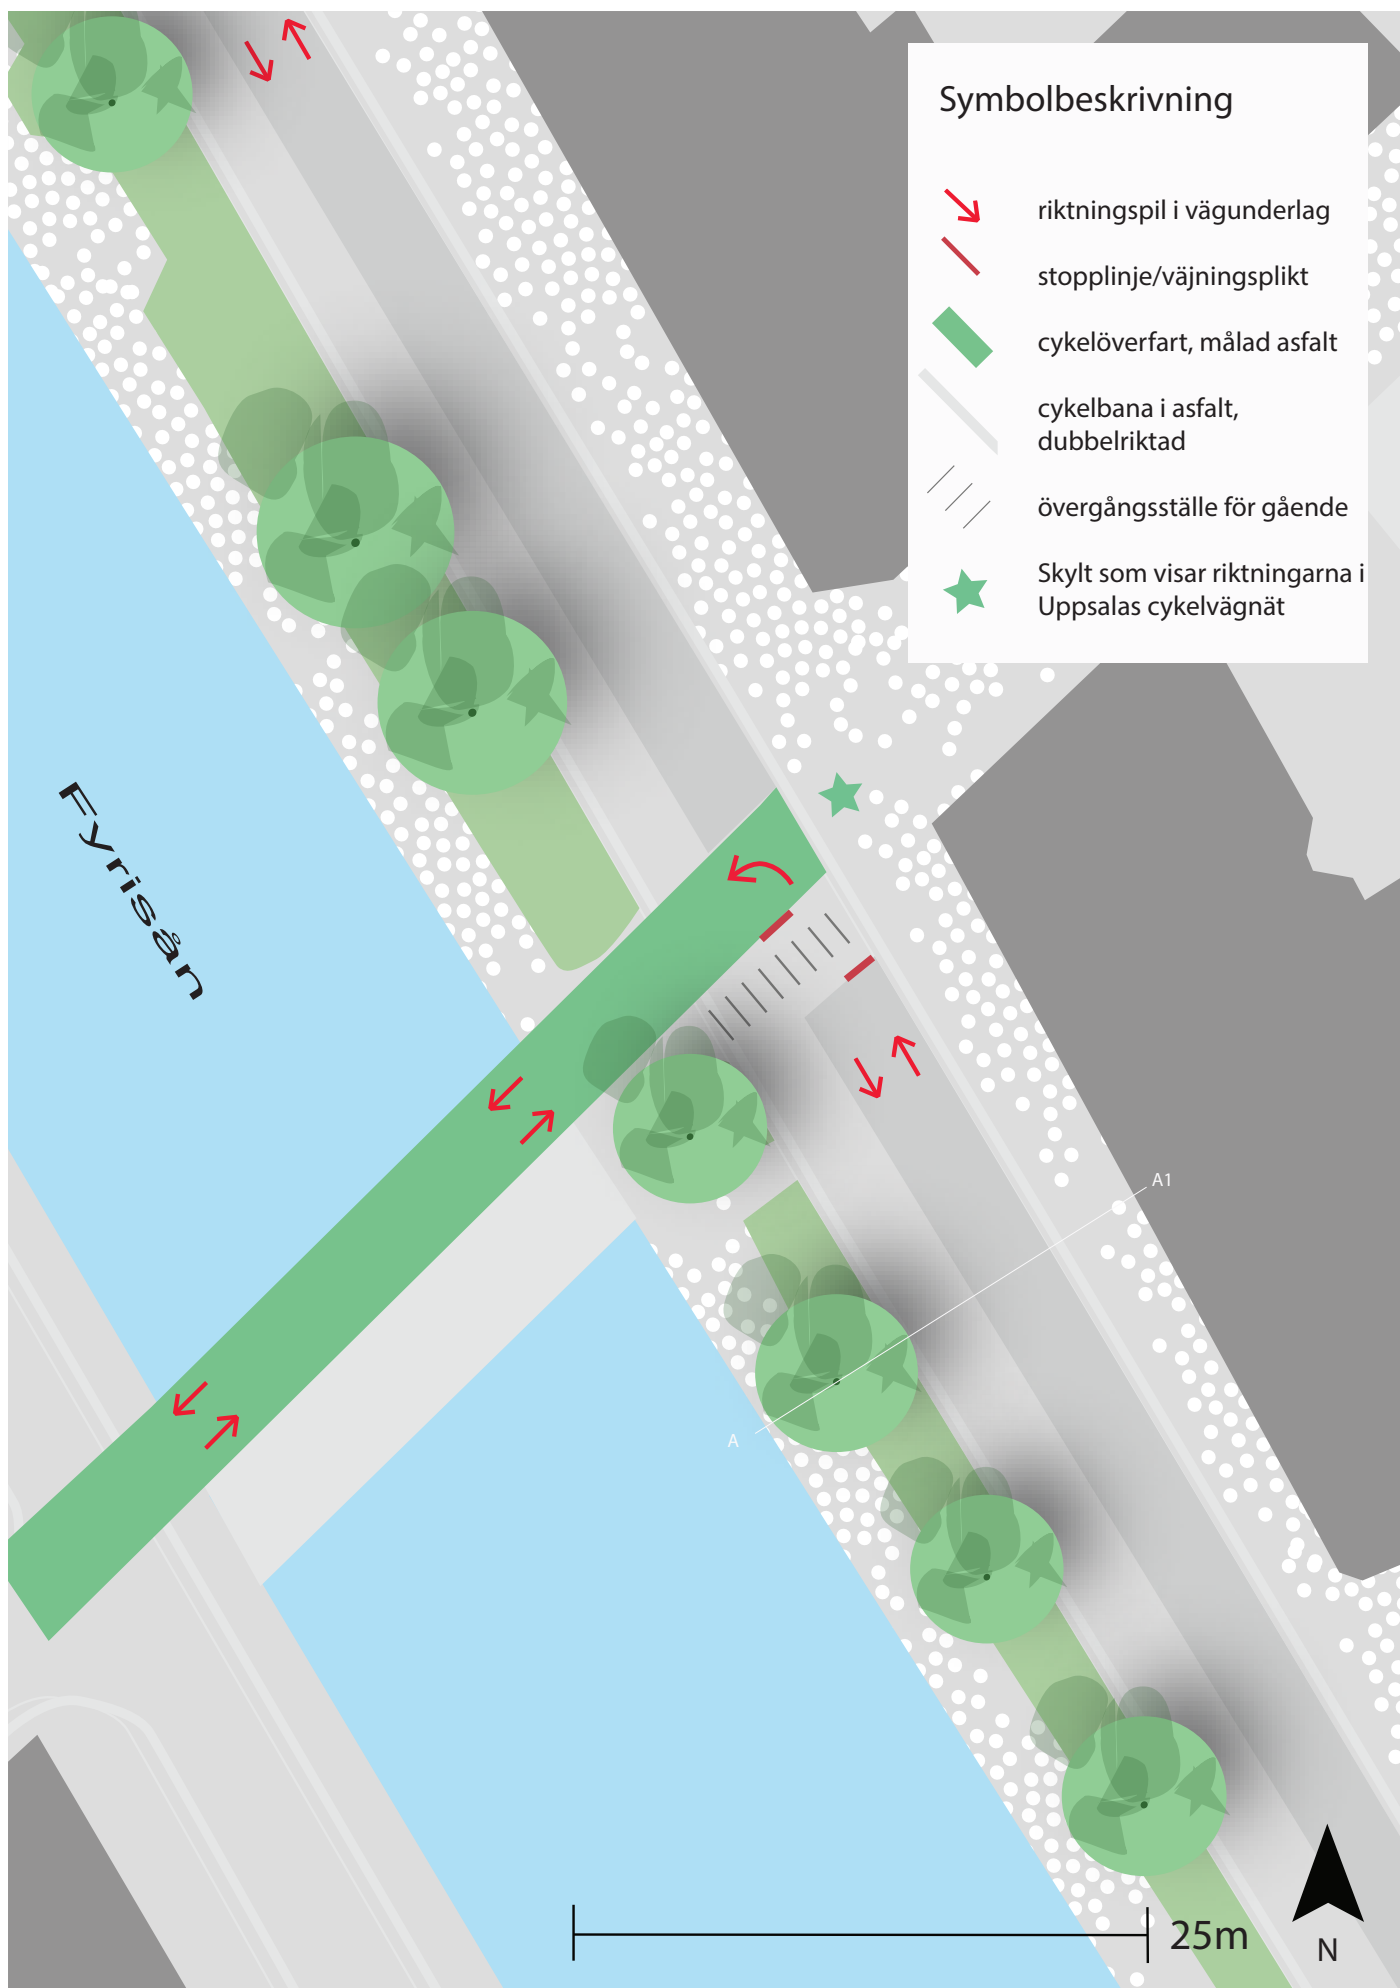 Symbolbeskrivning
riktningspil i vägunderlag
stopplinje/väjningsplikt
cykelöverfart, målad asfalt
cykelbana i asfalt,
dubbelriktad
övergångsställe för gående
Skylt som visar riktningarna i
Uppsalas cykelvägnät
Fyrisån
A1
A
25m
N